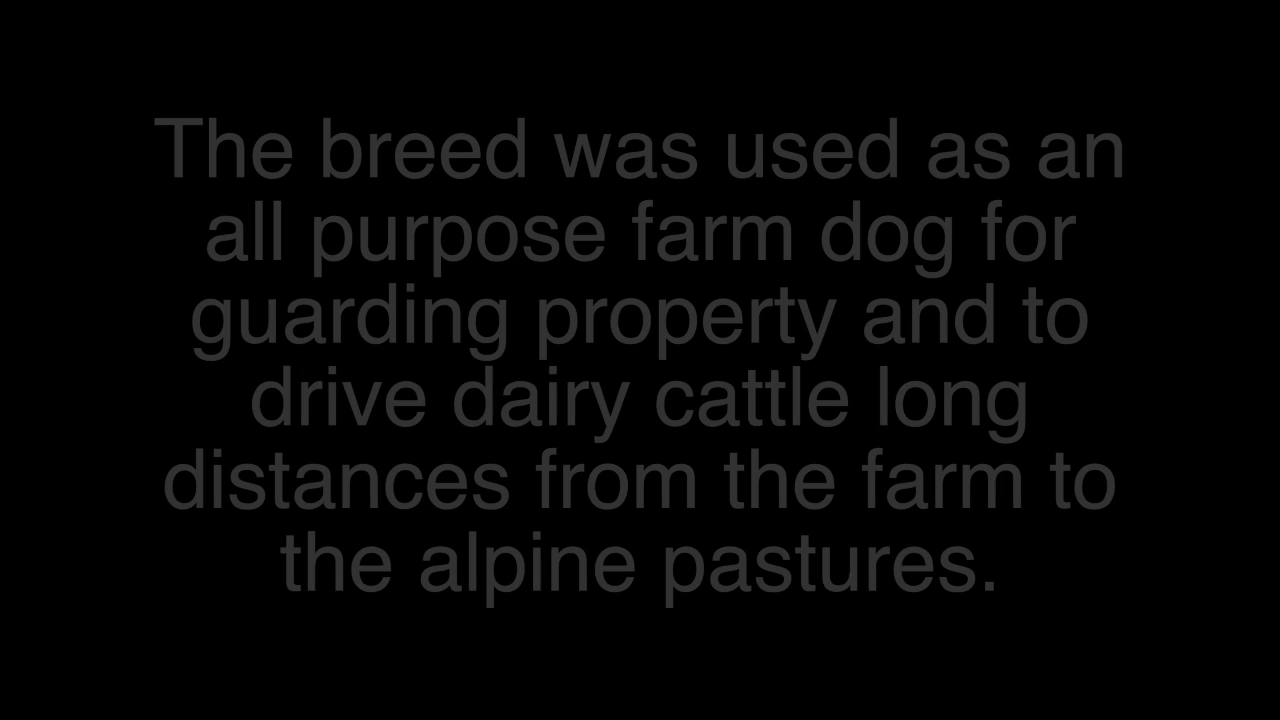 The breed was used as an
all purpose farm dog for
guarding property and to
drive dairy cattle long
distances from the farm to
the alpine pastures.